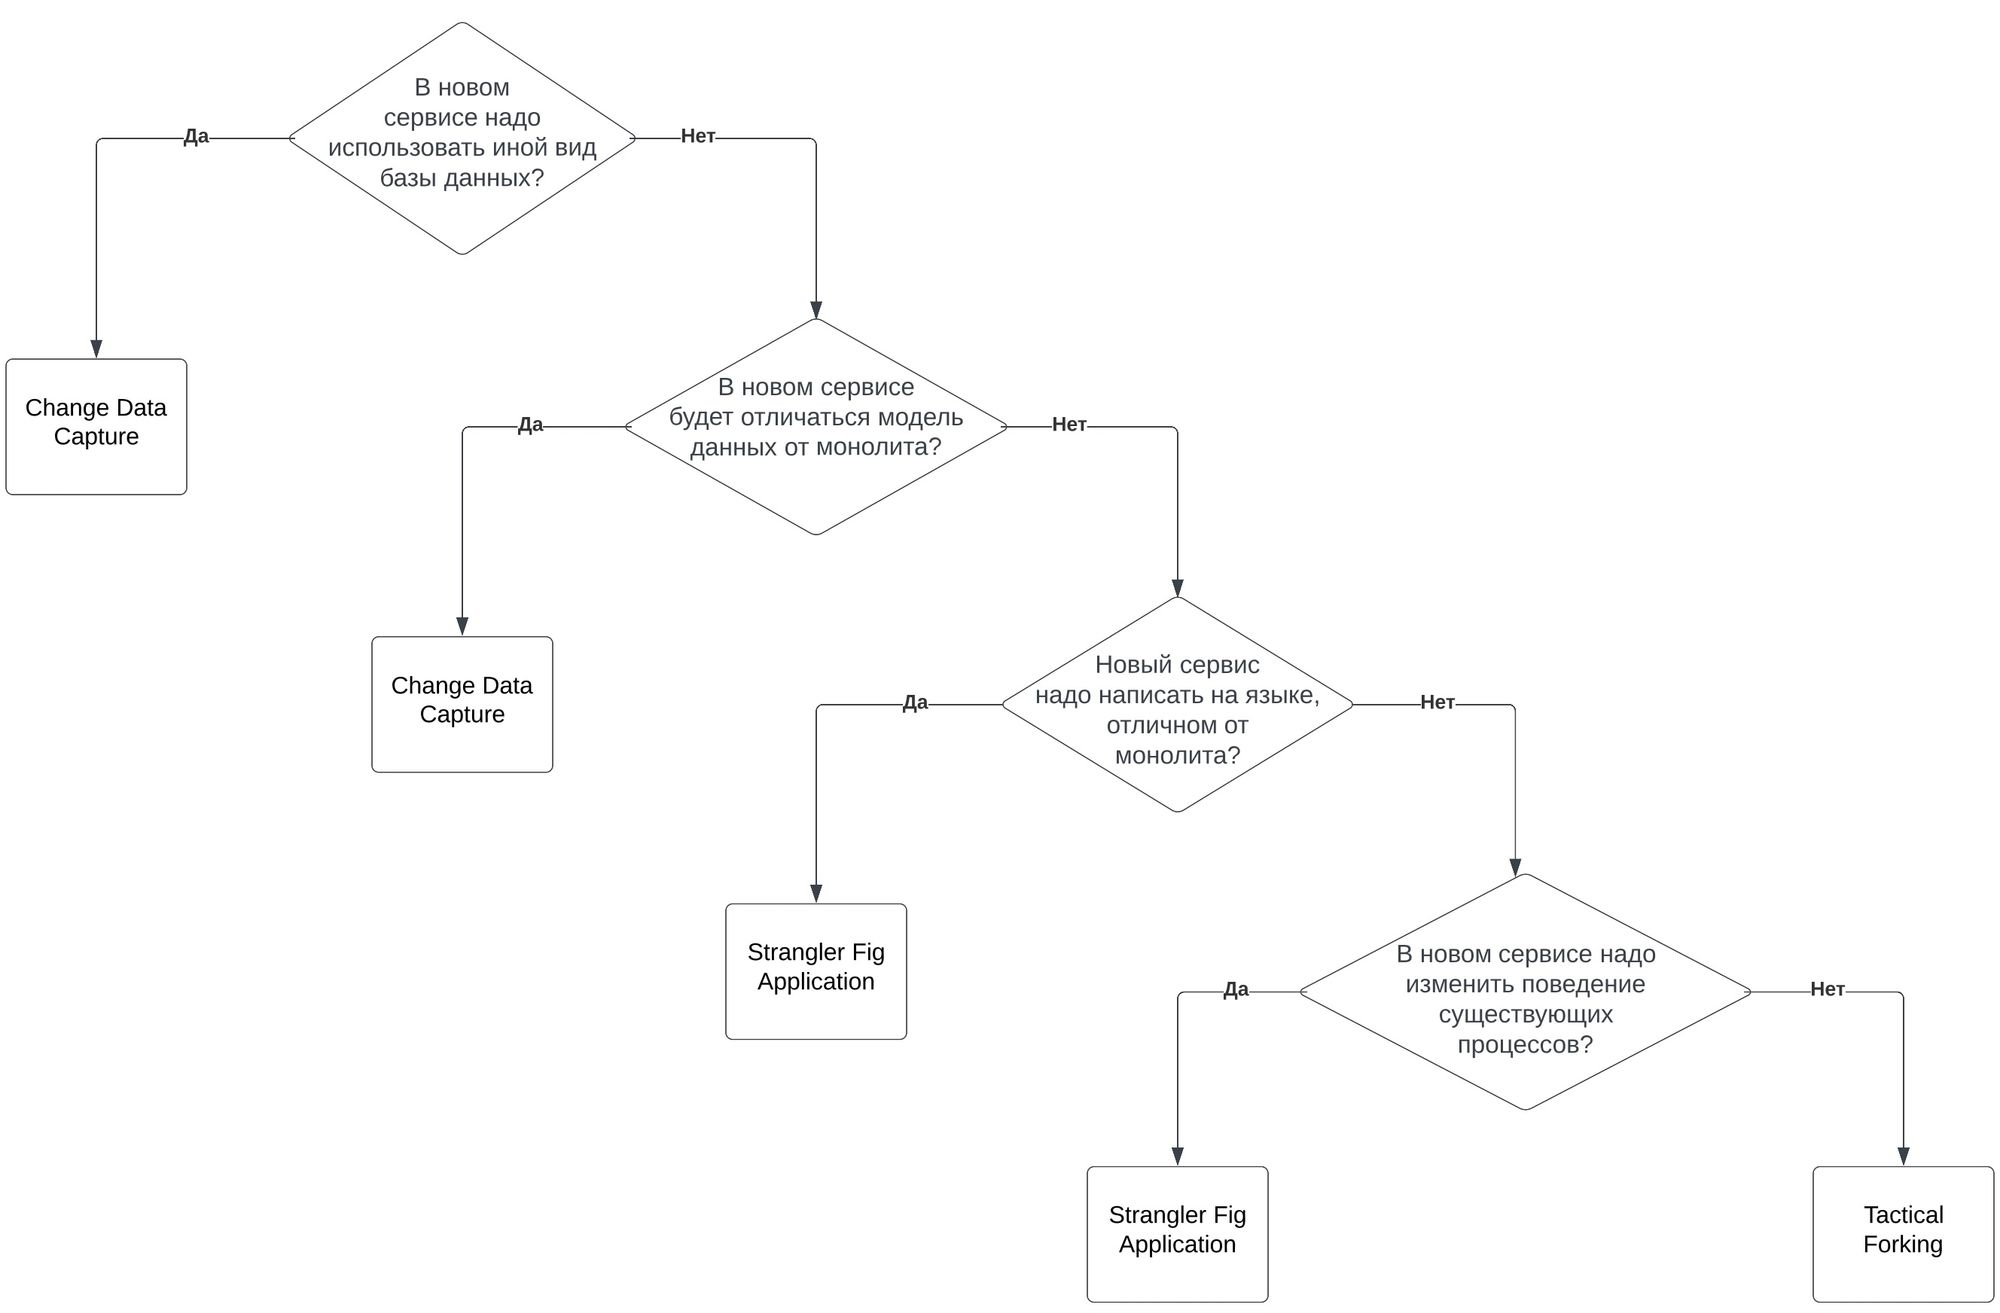 В новом
сервисе надо
использовать иной вид
базы данных?
Да
Нет
Change Data
Capture
В новом сервисе
будет отличаться модель
данных от монолита?
Да
Нет
Change Data
Capture
Новый сервис
надо написать на языке,
отличном от
монолита?
Да
Нет
Strangler Fig
Application
В новом сервисе надо
изменить поведение
существующих
процессов?
Да
Нет
Strangler Fig
Application
Tactical
Forking